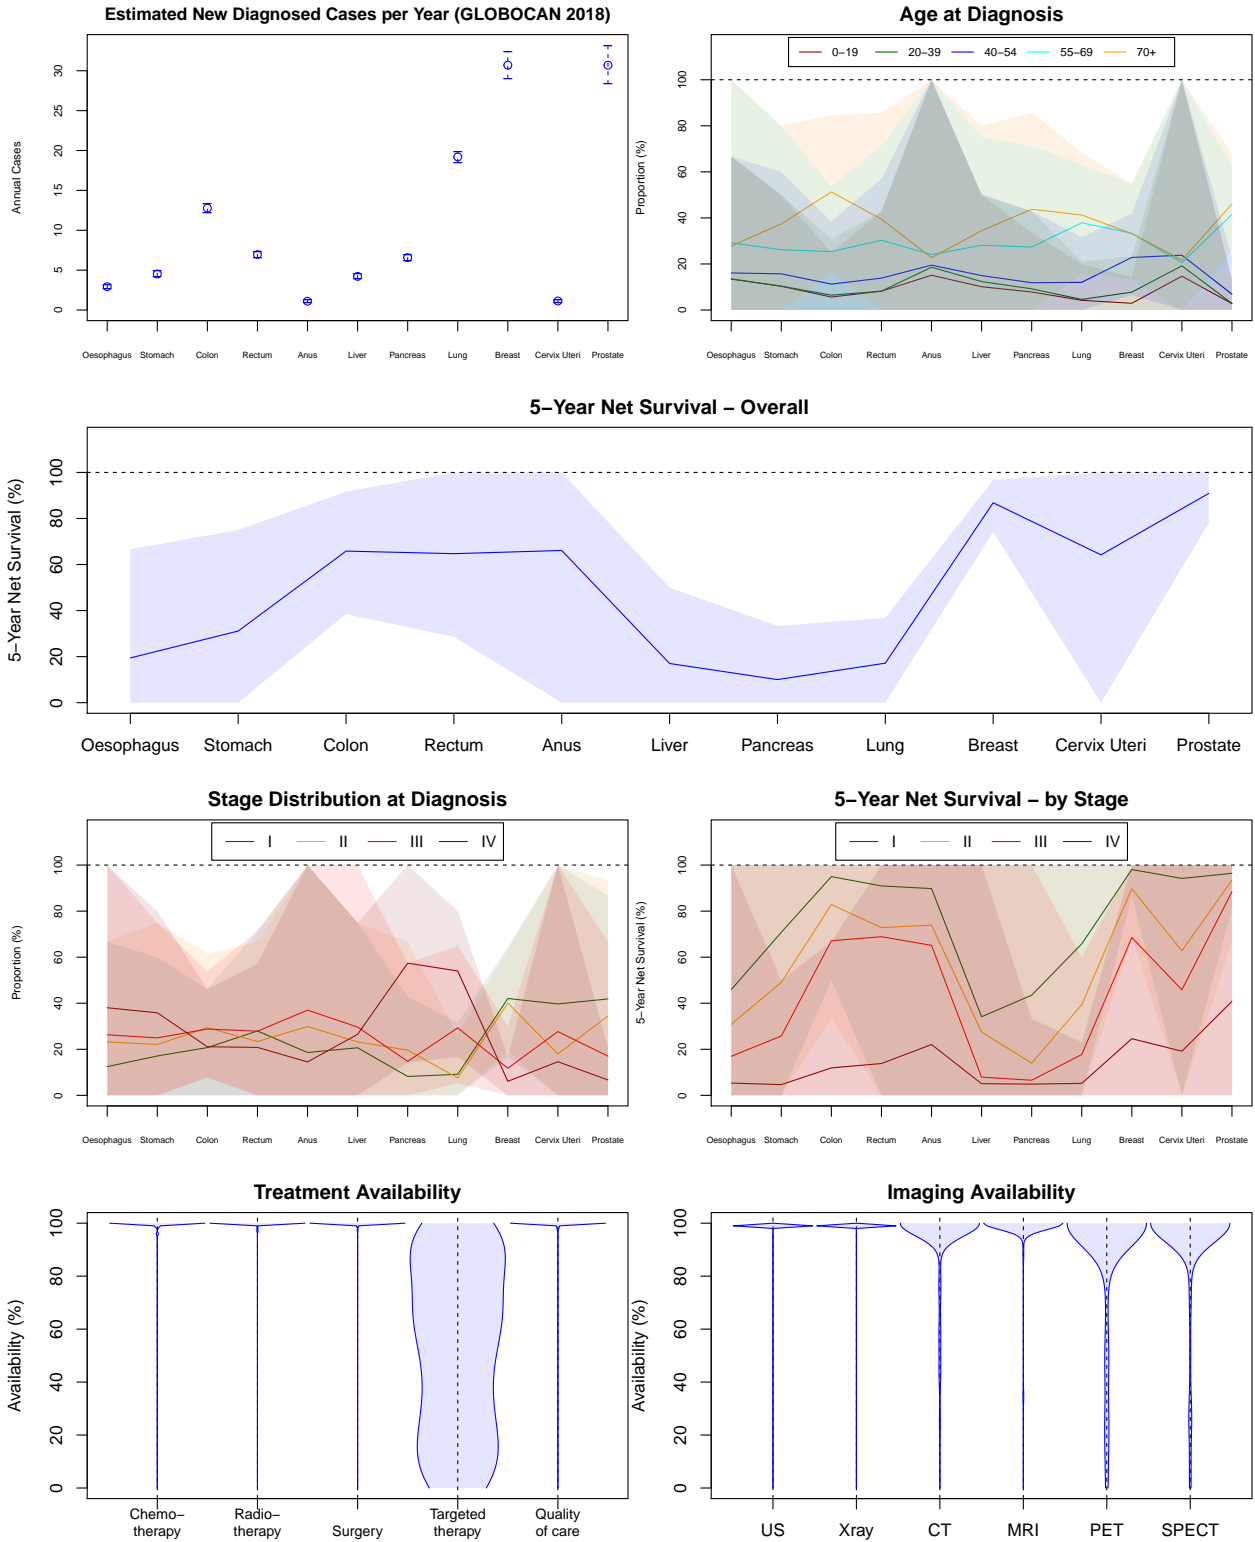 Estimated New Diagnosed Cases per Year (GLOBOCAN 2018)
Annual Cases
0 5 10 15 20 25 30
Oesophagus Stomach Colon Rectum Anus Liver Pancreas Lung Breast Cervix Uteri Prostate
Age at Diagnosis
0−19 20−39 40−54 55−69 70+
Proportion (%)
0 20 40 60 80 100
Oesophagus Stomach Colon Rectum Anus Liver Pancreas Lung Breast Cervix Uteri Prostate
5−Year Net Survival − Overall
5−Year Net Survival (%)
0 20 40 60 80 100
Oesophagus Stomach Colon Rectum Anus Liver Pancreas Lung Breast Cervix Uteri Prostate
Stage Distribution at Diagnosis
I II III IV
Proportion (%)
0 20 40 60 80 100
Oesophagus Stomach Colon Rectum Anus Liver Pancreas Lung Breast Cervix Uteri Prostate
5−Year Net Survival − by Stage
I II III IV
5−Year Net Survival (%)
0 20 40 60 80 100
Oesophagus Stomach Colon Rectum Anus Liver Pancreas Lung Breast Cervix Uteri Prostate
Treatment Availability
Availability (%)
0 20 40 60 80 100
Chemo− Radio− Targeted Quality
therapy therapy Surgery therapy of care
Imaging Availability
Availability (%)
0 20 40 60 80 100
US Xray CT MRI PET SPECT